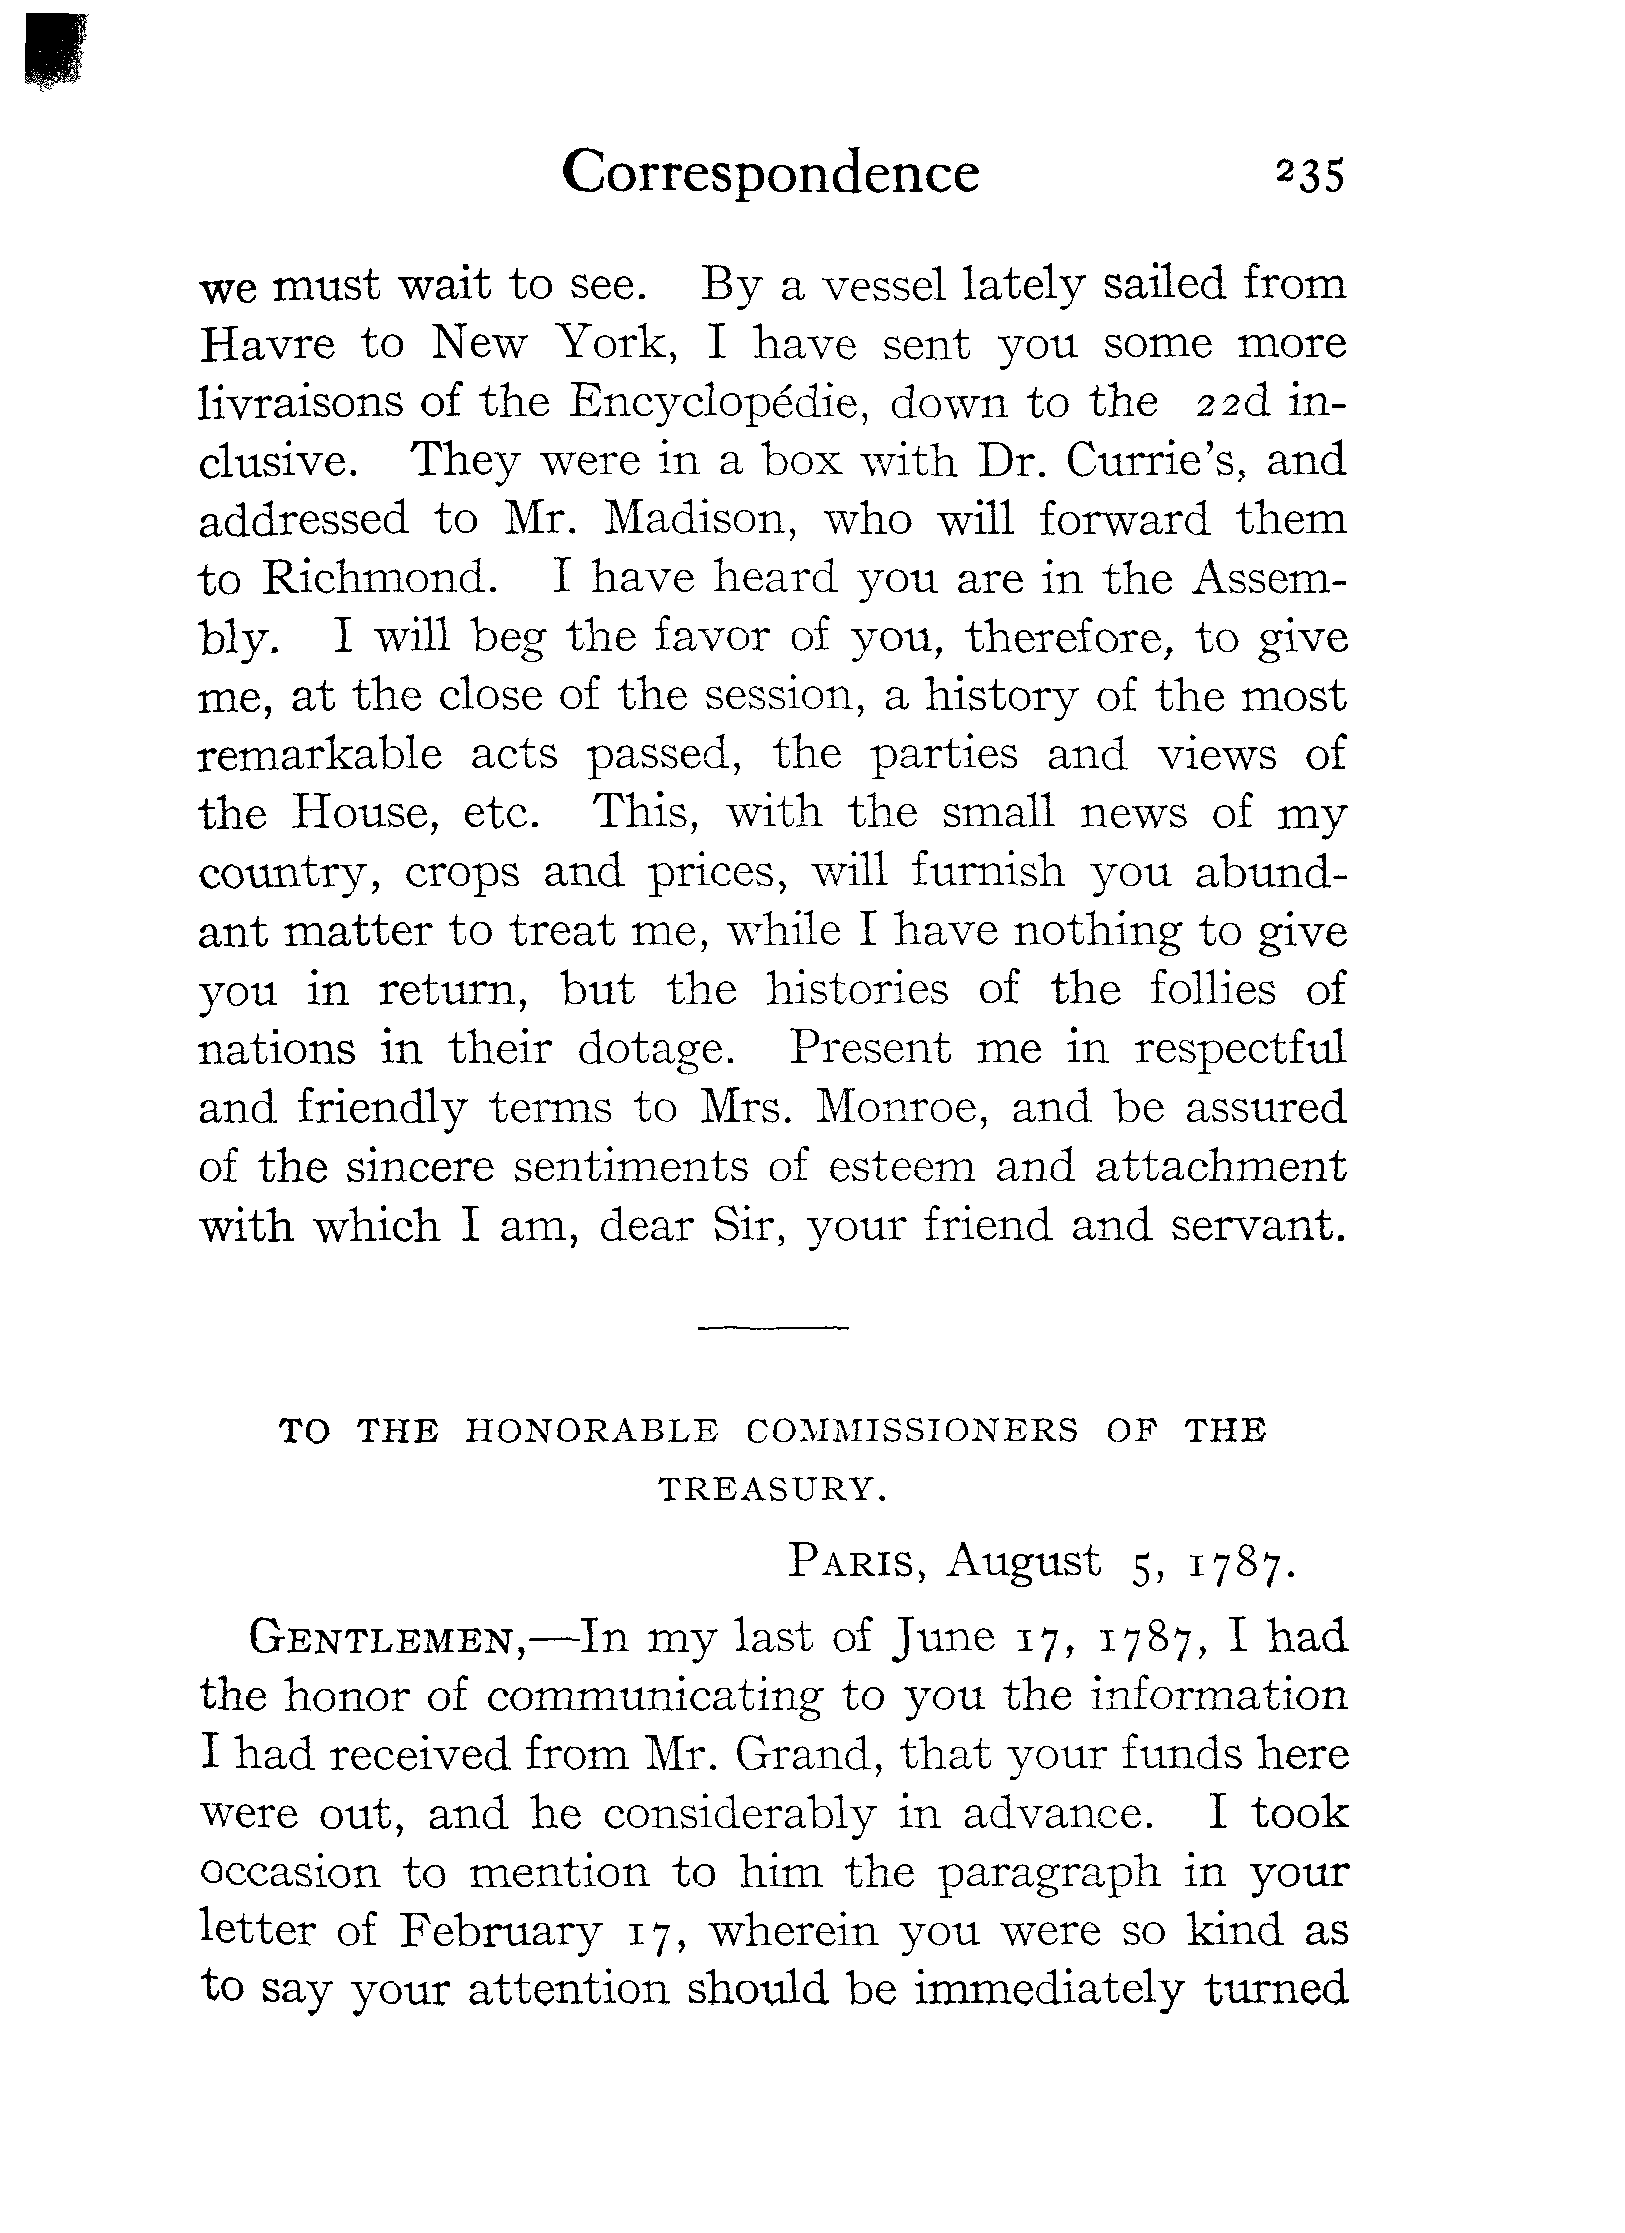 Correspondence 235
we must wait to see. By a vessel lately sailed from
Havre to New York, I have sent you some more
livraisons of the Encyclopédie, down to the 22d in-
clusive. They were in a box with Dr. Currie's, and
addressed to Mr. Madison, who will forward them
to Richmond. I have heard you are in the Assem-
bly. I will beg the favor of you, therefore, to give
me, at the close of the session, a history of the most
remarkable acts passed, the parties and views of
the House, etc. This, with the small news of my
country, crops and prices, will furnish you abund-
ant matter to treat me, while I have nothing to give
you in return, but the histories of the follies of
nations in their dotage. Present me in respectful
and friendly terms to Mrs. Monroe, and be assured
of the sincere sentiments of esteem and attachment
with which I am, dear Sir, your friend and servant.
TO THE HONORABLE COMMISSIONERS OF THE
TREASURY.
PARIS, August 5, 1787.
GENTLEMEN,—In my last of June 17, 1787, I had
the honor of communicating to you the information
I had received from Mr. Grand, that your funds here
were out, and he considerably in advance. I took
occasion to mention to him the paragraph in your
letter of February 17, wherein you were so kind as
to say your attention should be immediately turned